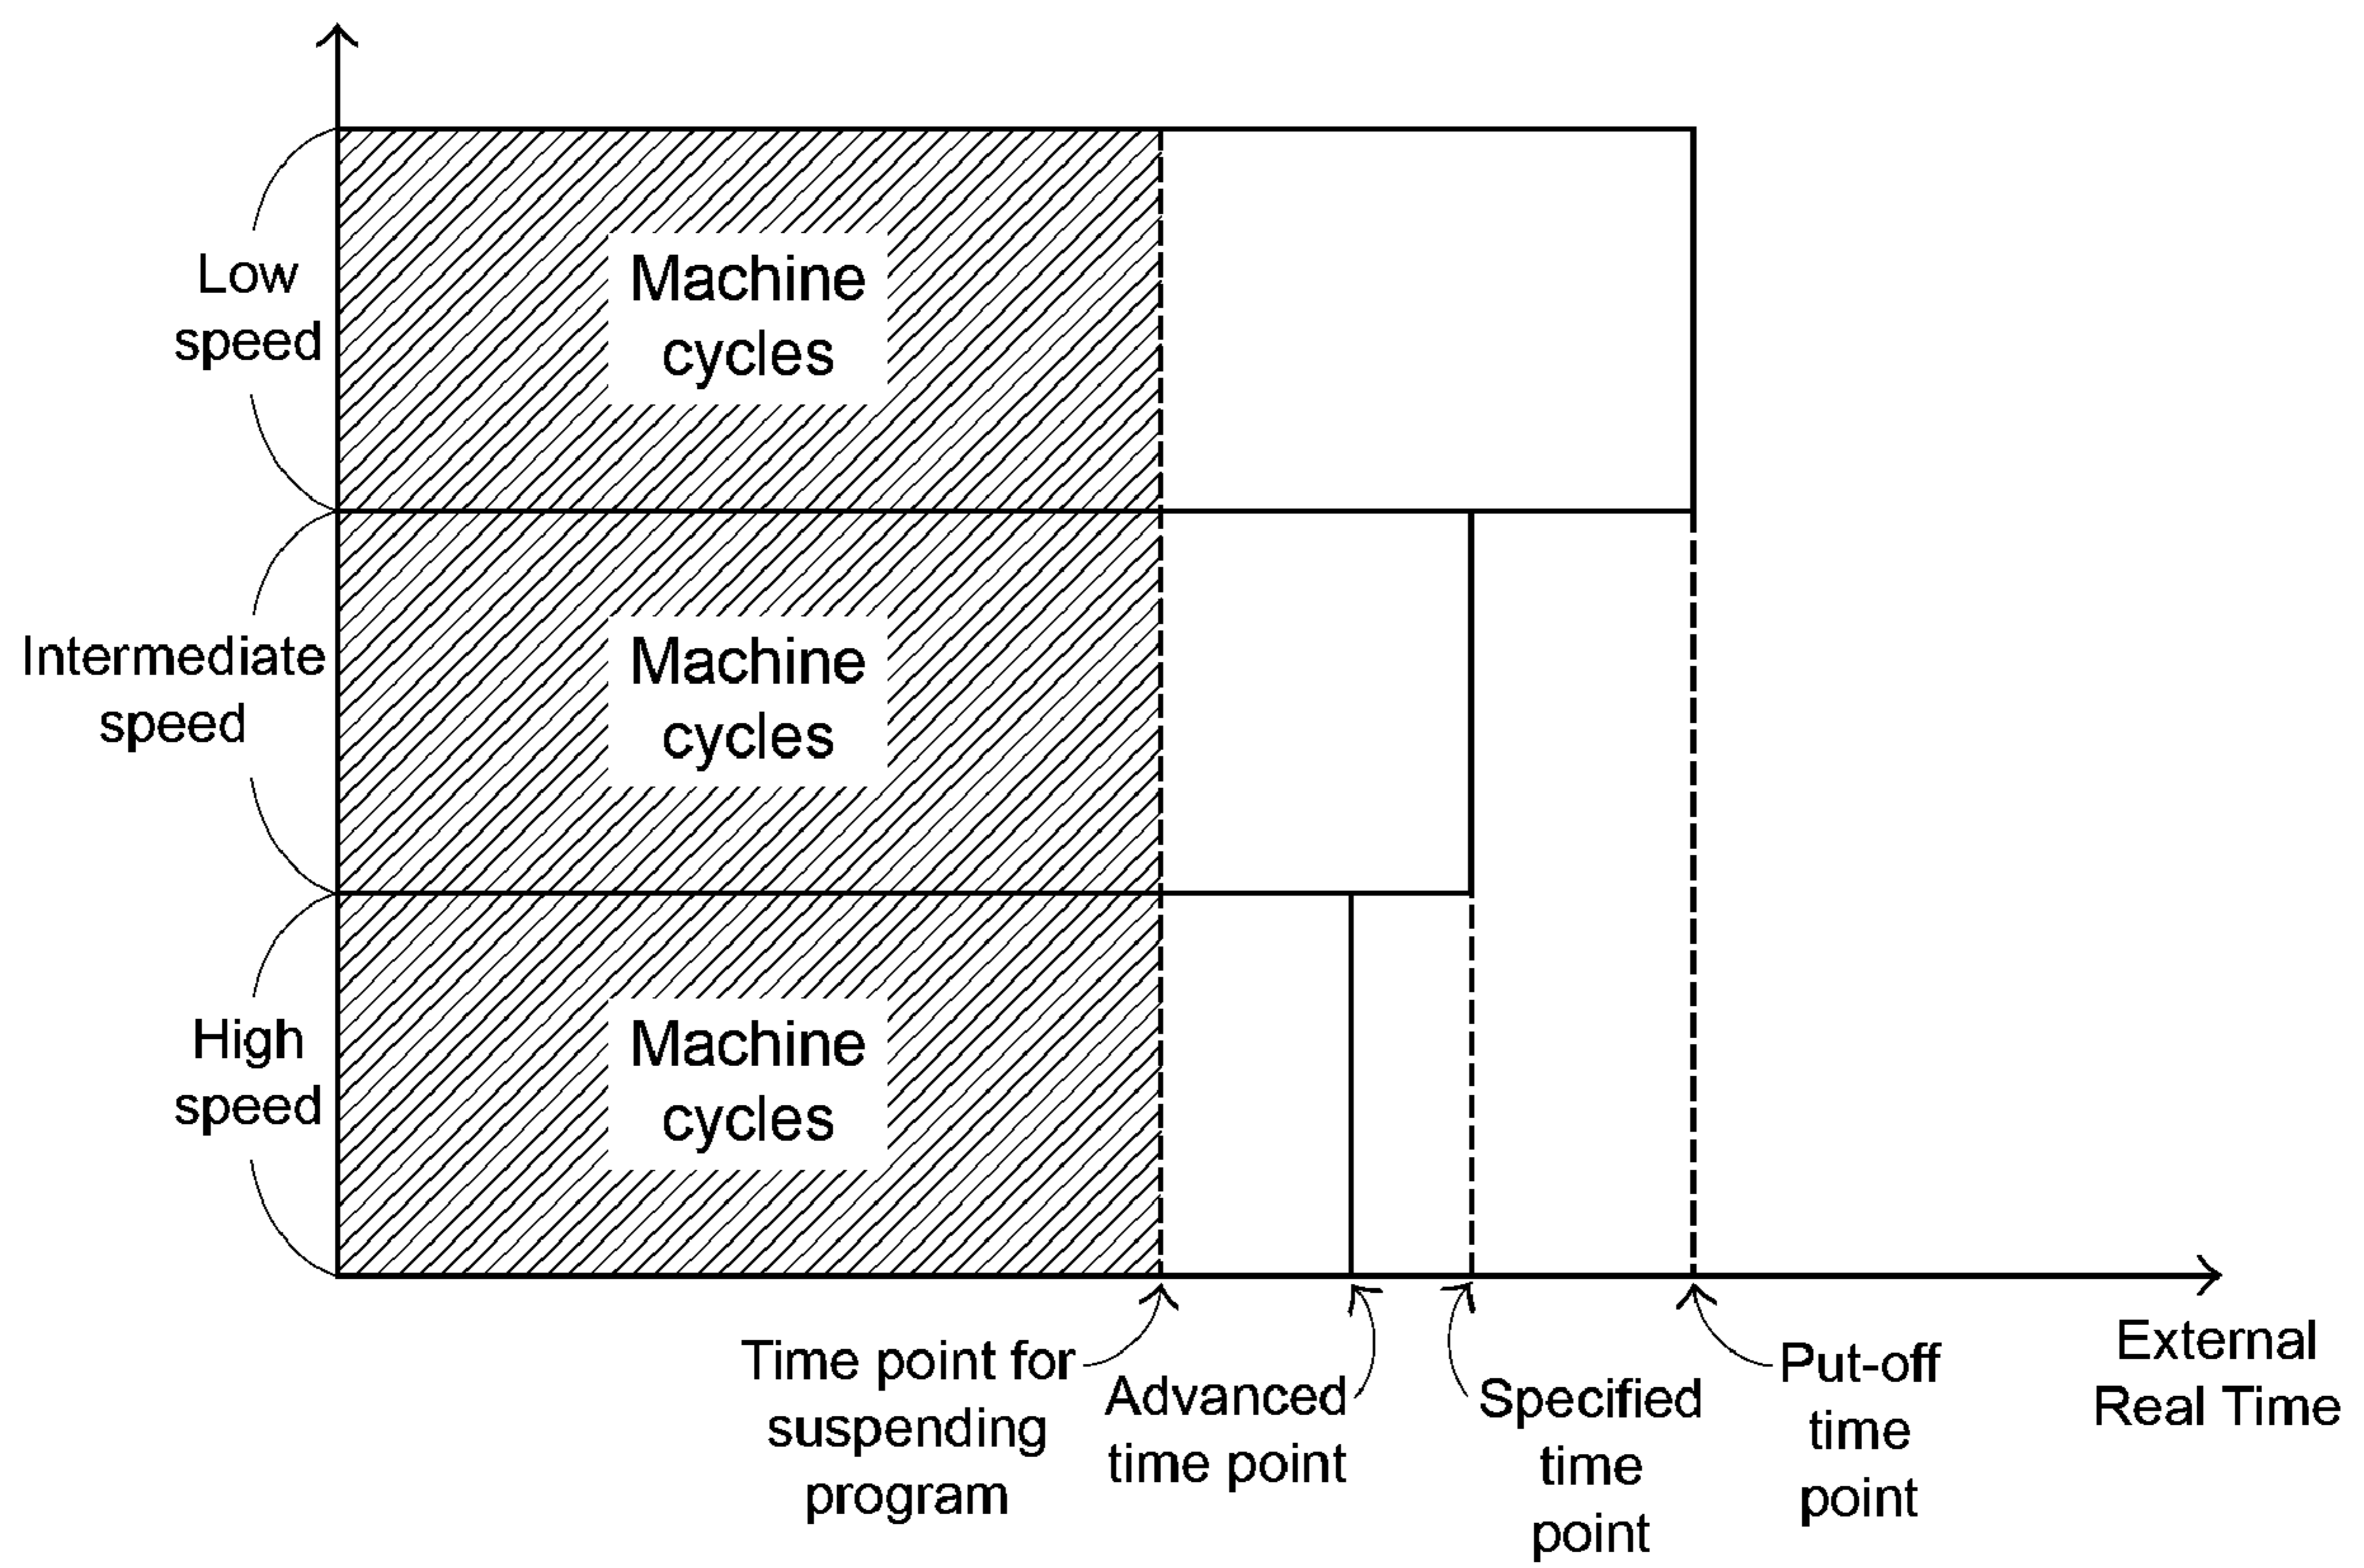 Low
speed
Machine
cycles
Intermediate
speed
Machine
cycles
High
speed
Machine
cycles
Time point for
suspending
program
Advanced
time point
Specified
time
point
Put-off
time
point
External
Real Time